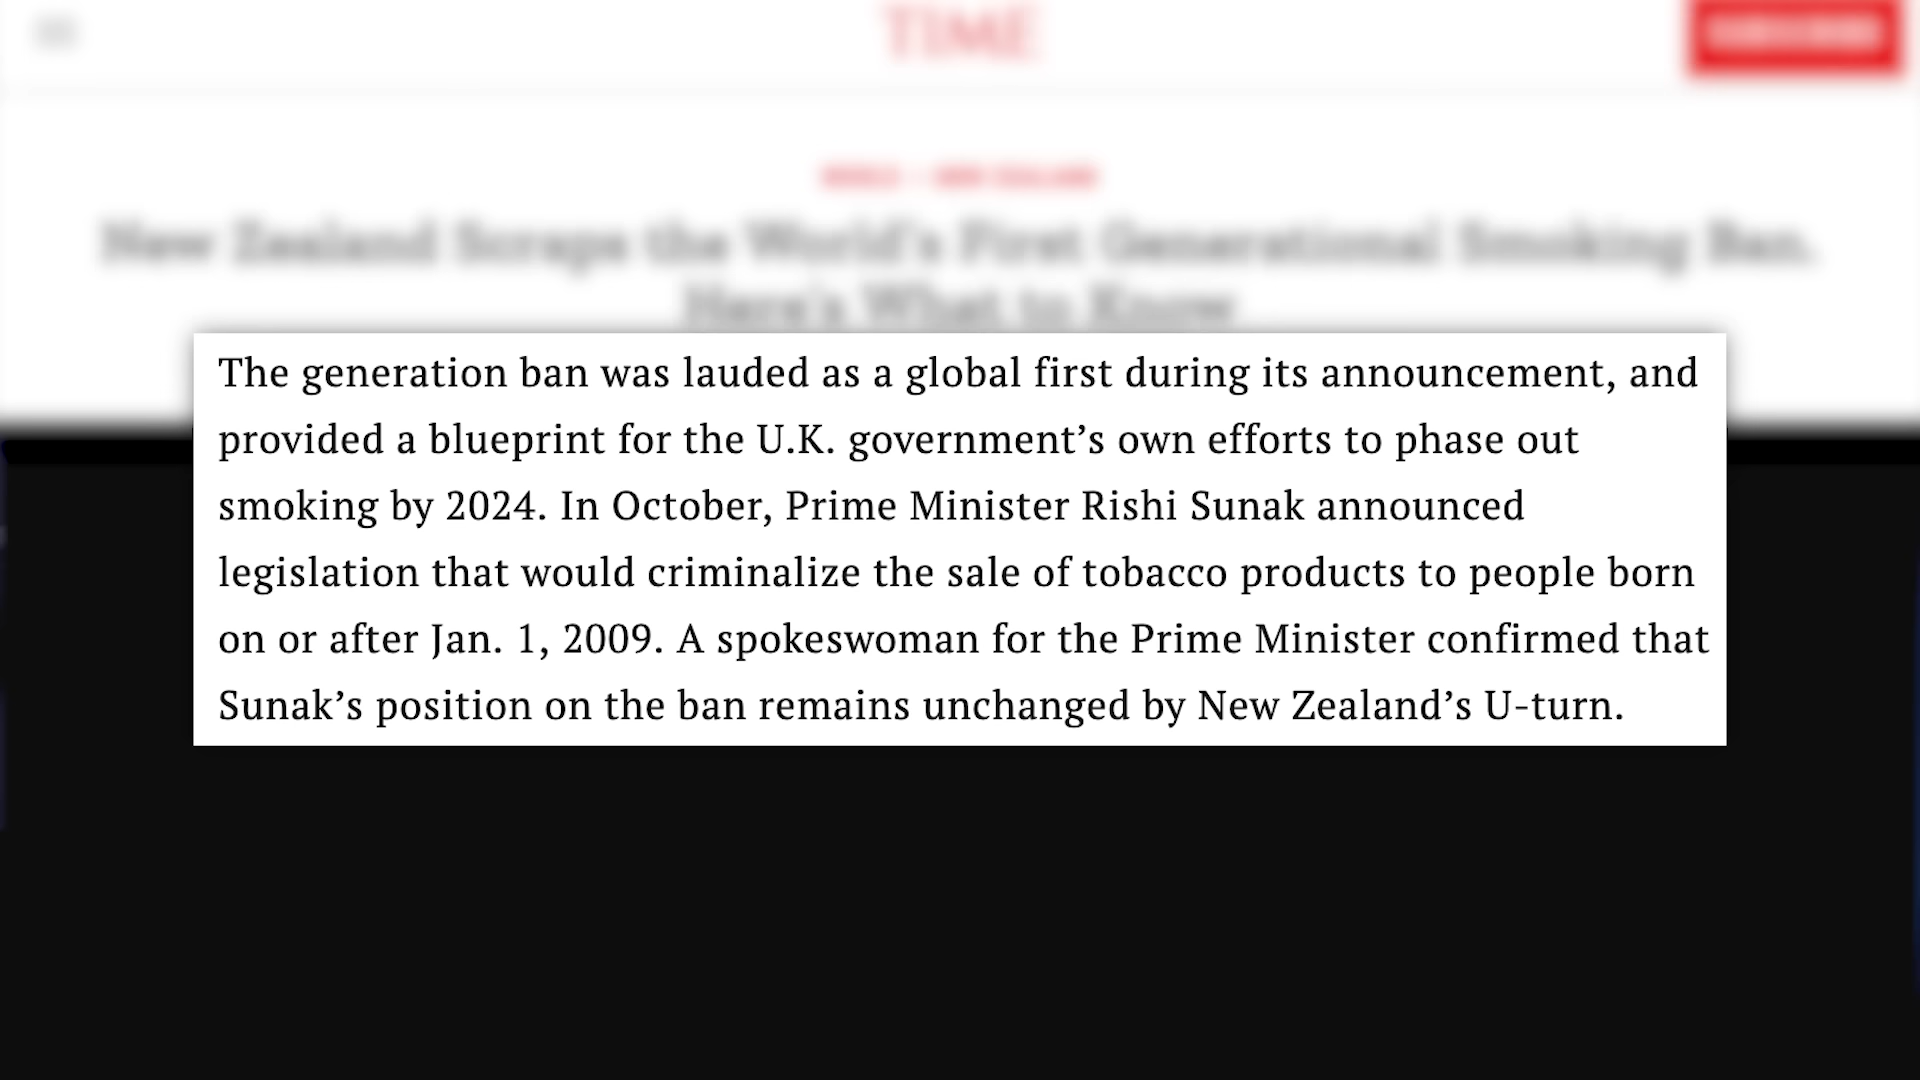 TIME
WORLD • NEW ZEALAND
New Zealand Scraps the World's First Generational Smoking Ban.
Here's What to Know
The generation ban was lauded as a global first during its announcement, and
provided a blueprint for the U.K. government’s own efforts to phase out
smoking by 2024. In October, Prime Minister Rishi Sunak announced
legislation that would criminalize the sale of tobacco products to people born
on or after Jan. 1, 2009. A spokeswoman for the Prime Minister confirmed that
Sunak’s position on the ban remains unchanged by New Zealand’s U-turn.